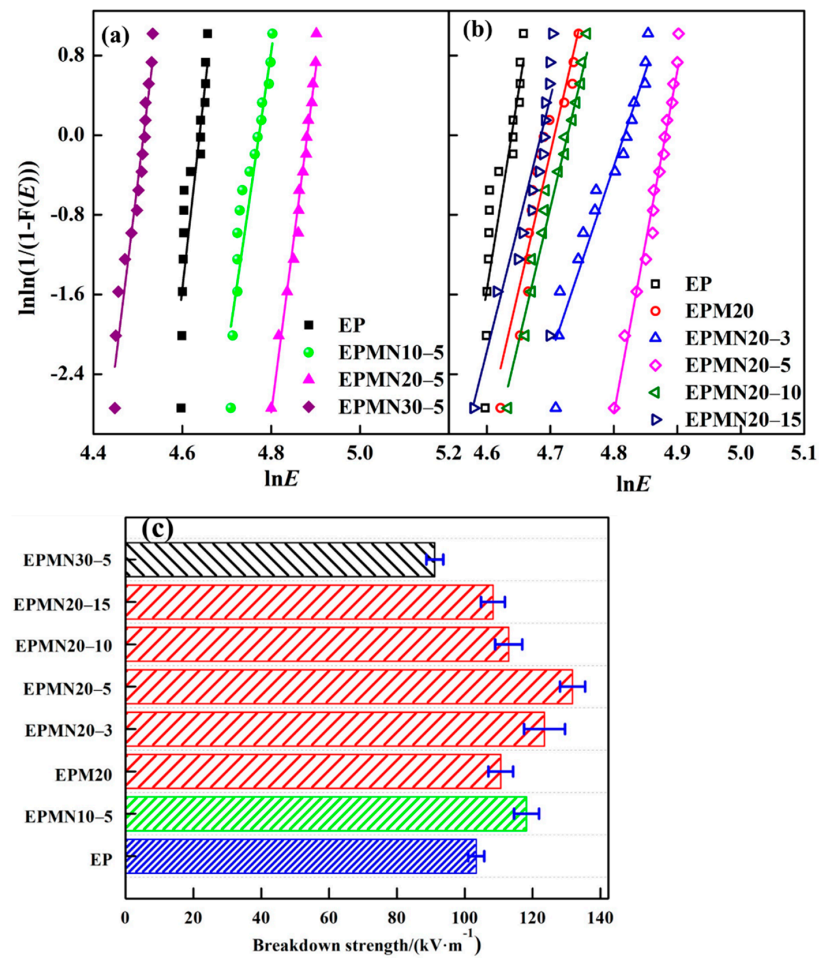 (a)
(b)
lnln(1/(1-F(E)))
0.8
0.0
-0.8
-1.6
-2.4
EP
EPMN10–5
EPMN20–5
EPMN30–5
EP
EPM20
EPMN20–3
EPMN20–5
EPMN20–10
EPMN20–15
4.4 4.6 4.8 5.0 5.2
4.6 4.7 4.8 4.9 5.0 5.1
lnE
lnE
(c)
EPMN30–5
EPMN20–15
EPMN20–10
EPMN20–5
EPMN20–3
EPM20
EPMN10–5
EP
0 20 40 60 80 100 120 140
Breakdown strength/(kV·m-1)